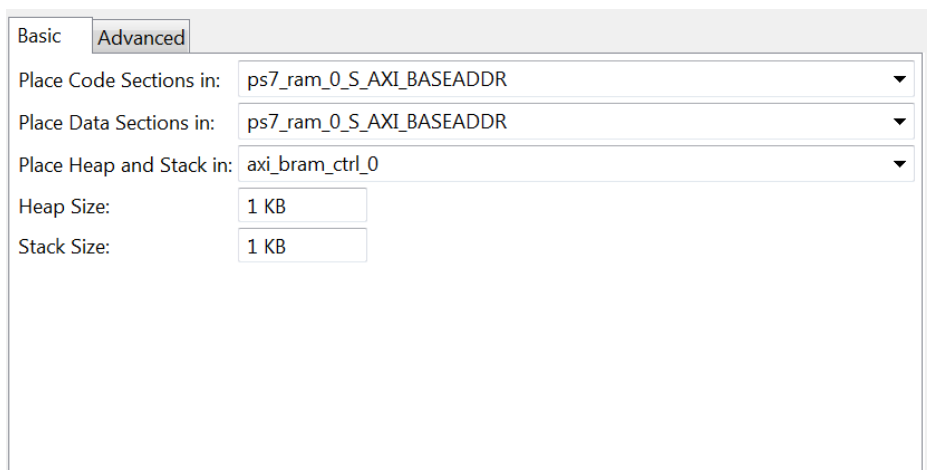 Basic Advanced
Place Code Sections in: ps7_ram_0_S_AXI_BASEADDR
Place Data Sections in: ps7_ram_0_S_AXI_BASEADDR
Place Heap and Stack in: axi_bram_ctrl_0
Heap Size: 1 KB
Stack Size: 1 KB